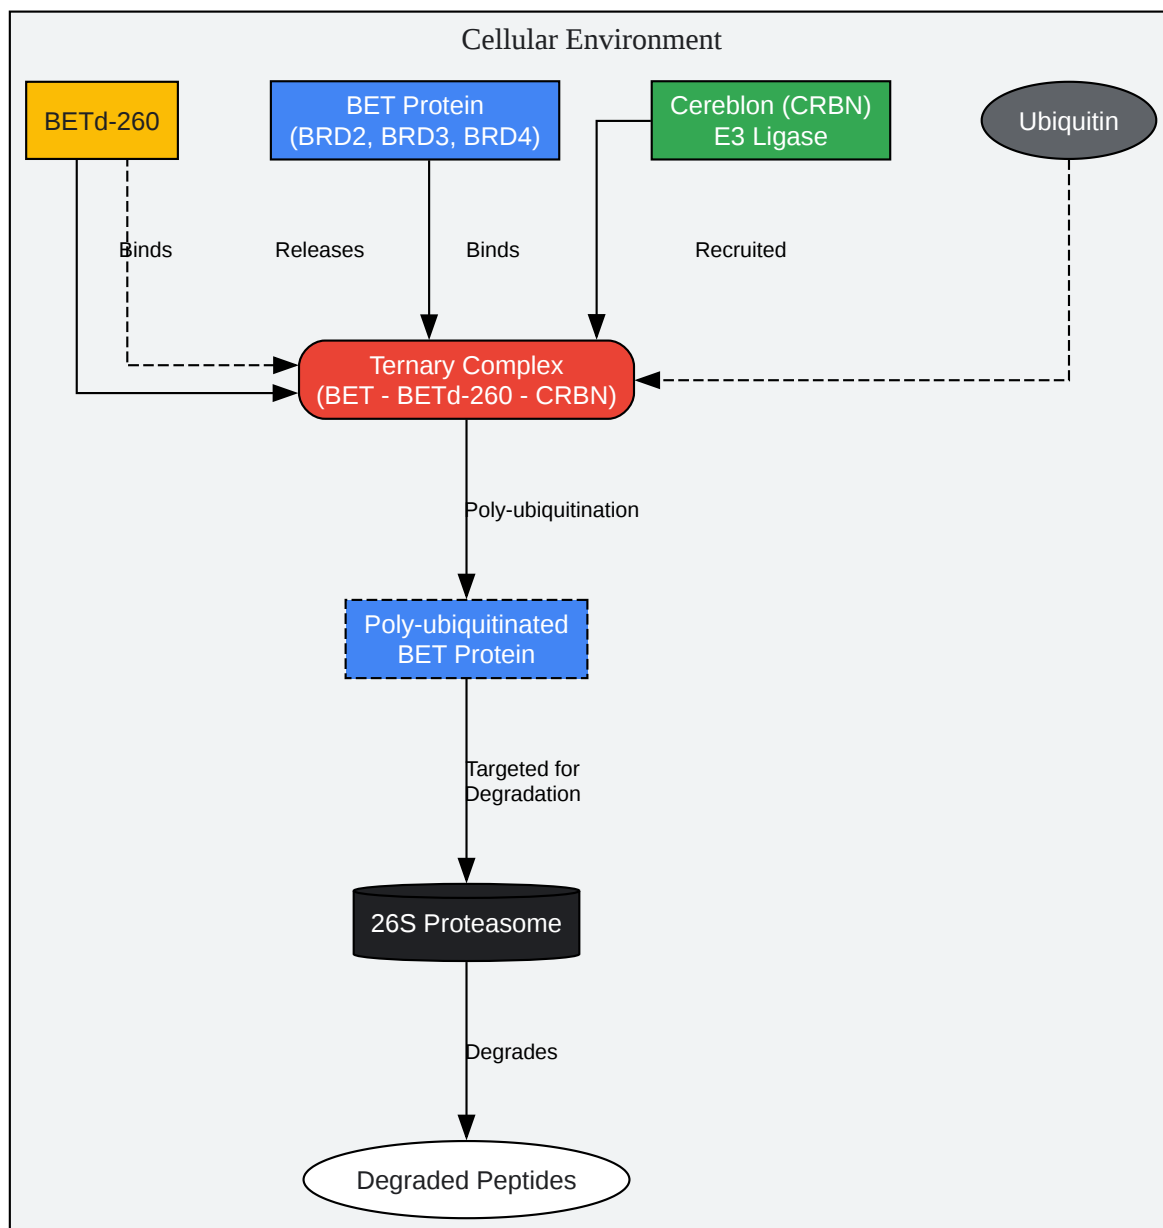 Cellular Environment
BETd-260
BET Protein
(BRD2, BRD3, BRD4)
Cereblon (CRBN)
E3 Ligase
Ubiquitin
Binds
Releases
Binds
Recruited
Ternary Complex
(BET - BETd-260 - CRBN)
Poly-ubiquitination
Poly-ubiquitinated
BET Protein
Targeted for
Degradation
26S Proteasome
Degrades
Degraded Peptides